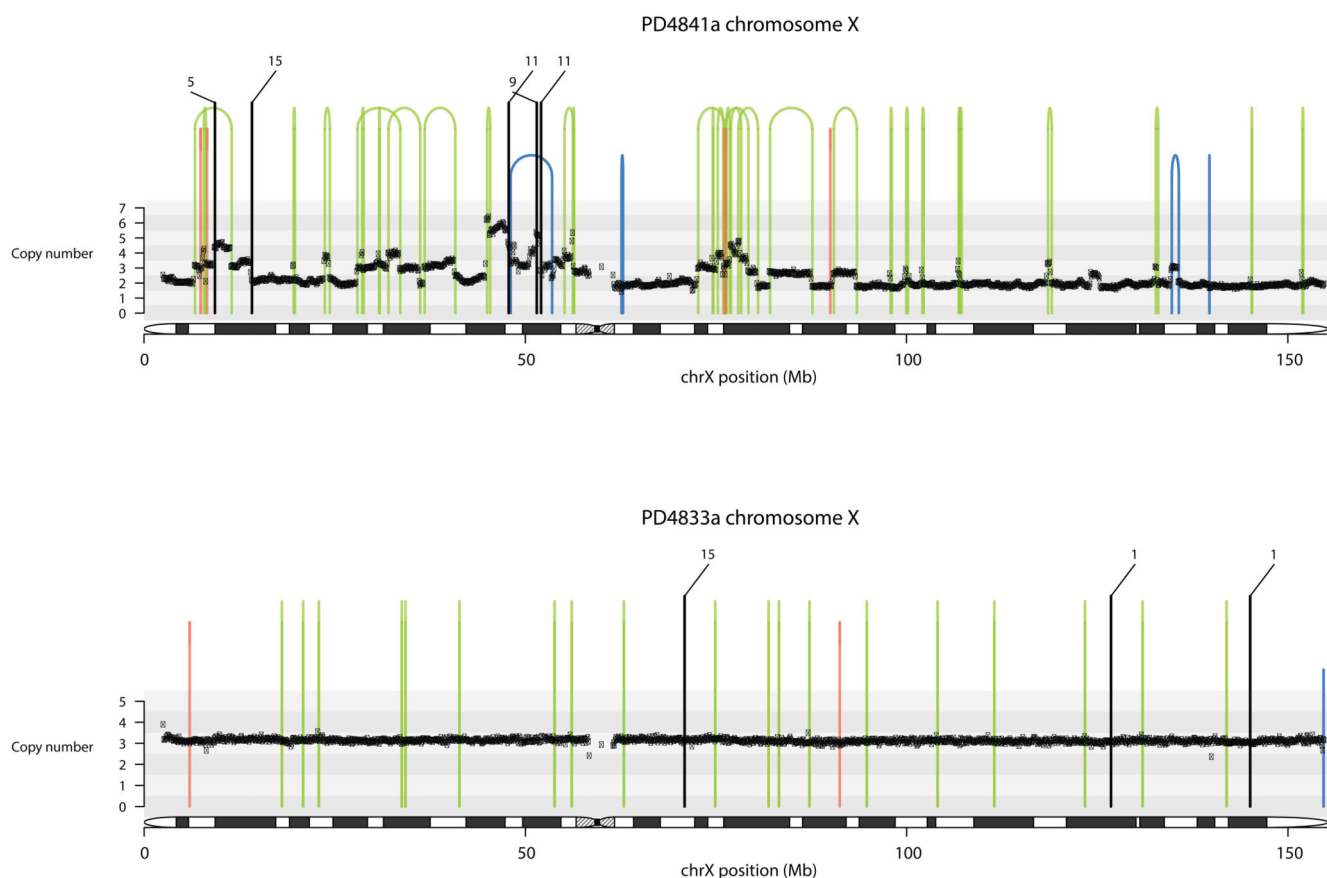 PD4841a chromosome X
5 15 11 9 11
7
6
5
4
Copy number
3
2
1
0
0 50 100 150
chrX position (Mb)
PD4833a chromosome X
15 1 1
5
4
Copy number 3
2
1
0
0 50 100 150
chrX position (Mb)